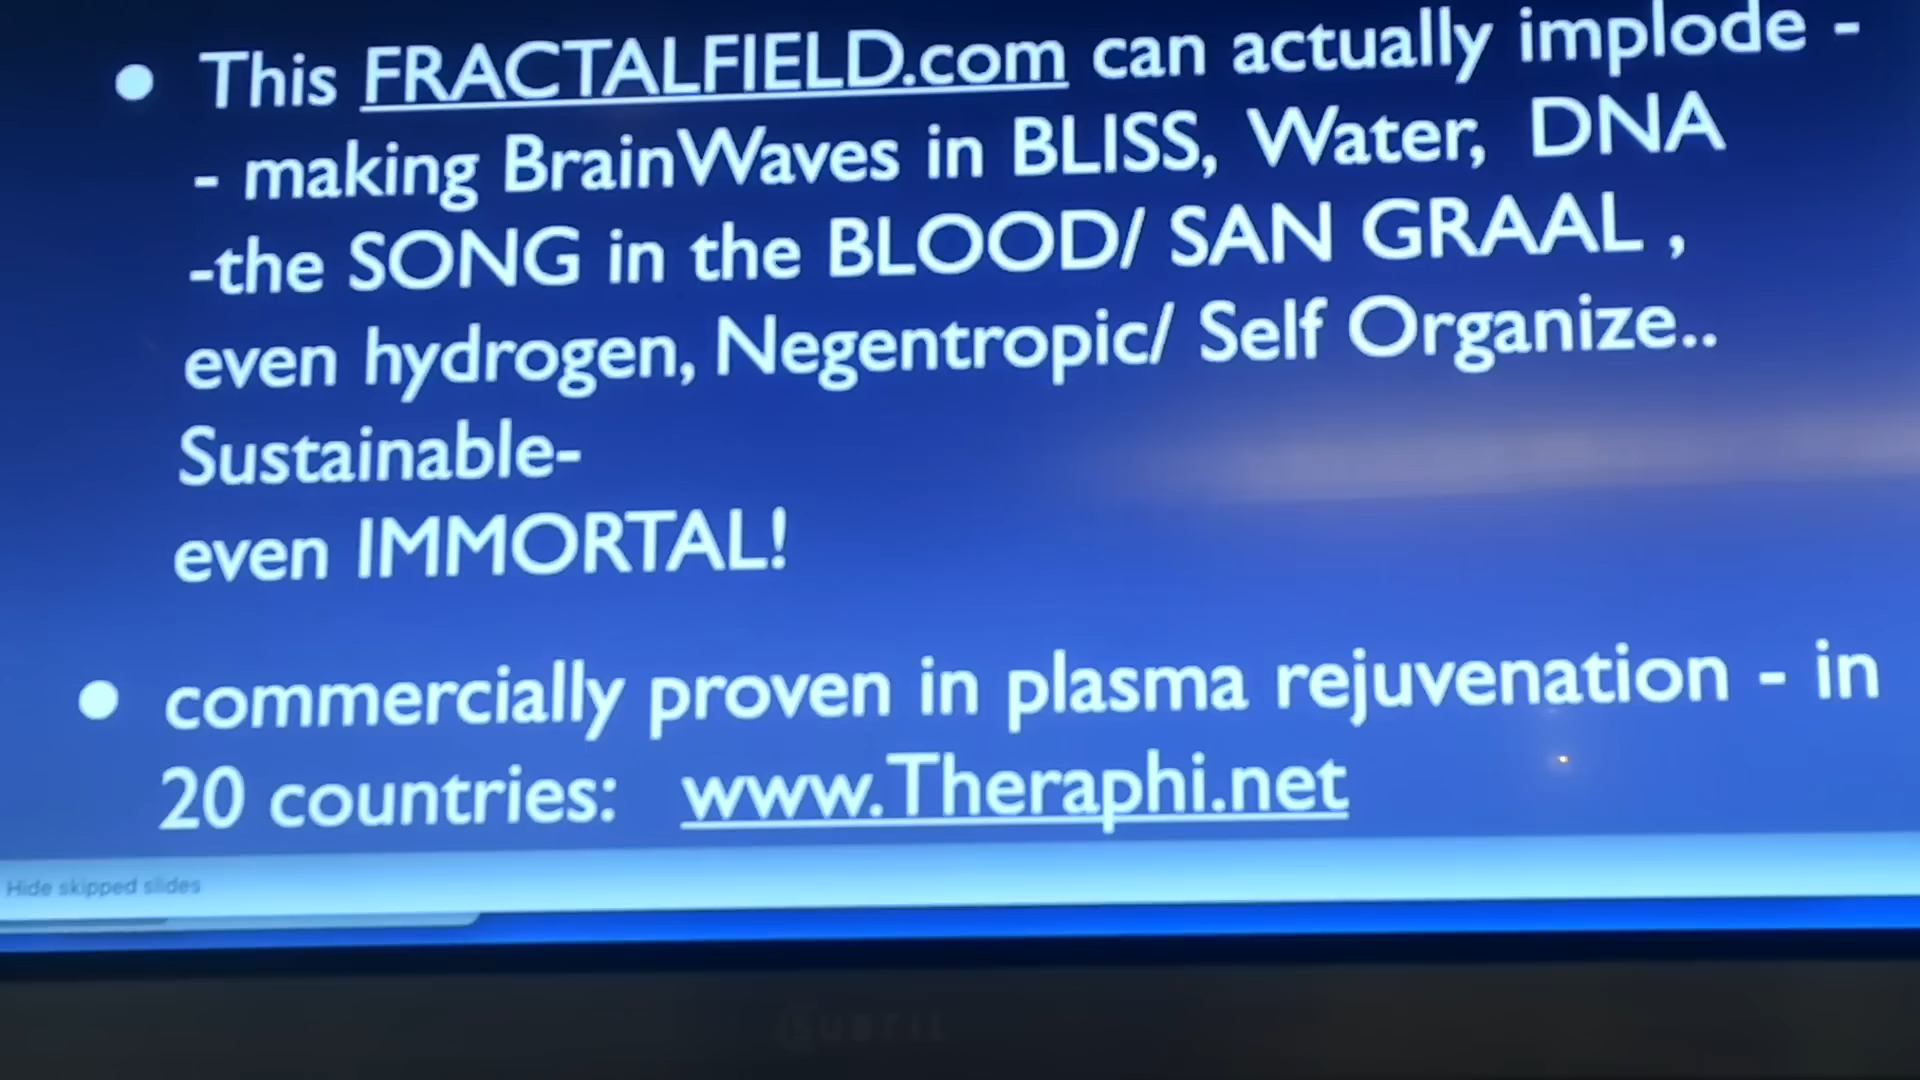 • This FRACTALFIELD.com can actually implode -
- making BrainWaves in BLISS, Water, DNA
-the SONG in the BLOOD/ SAN GRAAL ,
even hydrogen, Negentropic/ Self Organize..
Sustainable-
even IMMORTAL!
• commercially proven in plasma rejuvenation - in
20 countries: www.Theraphi.net
Hide skipped slides